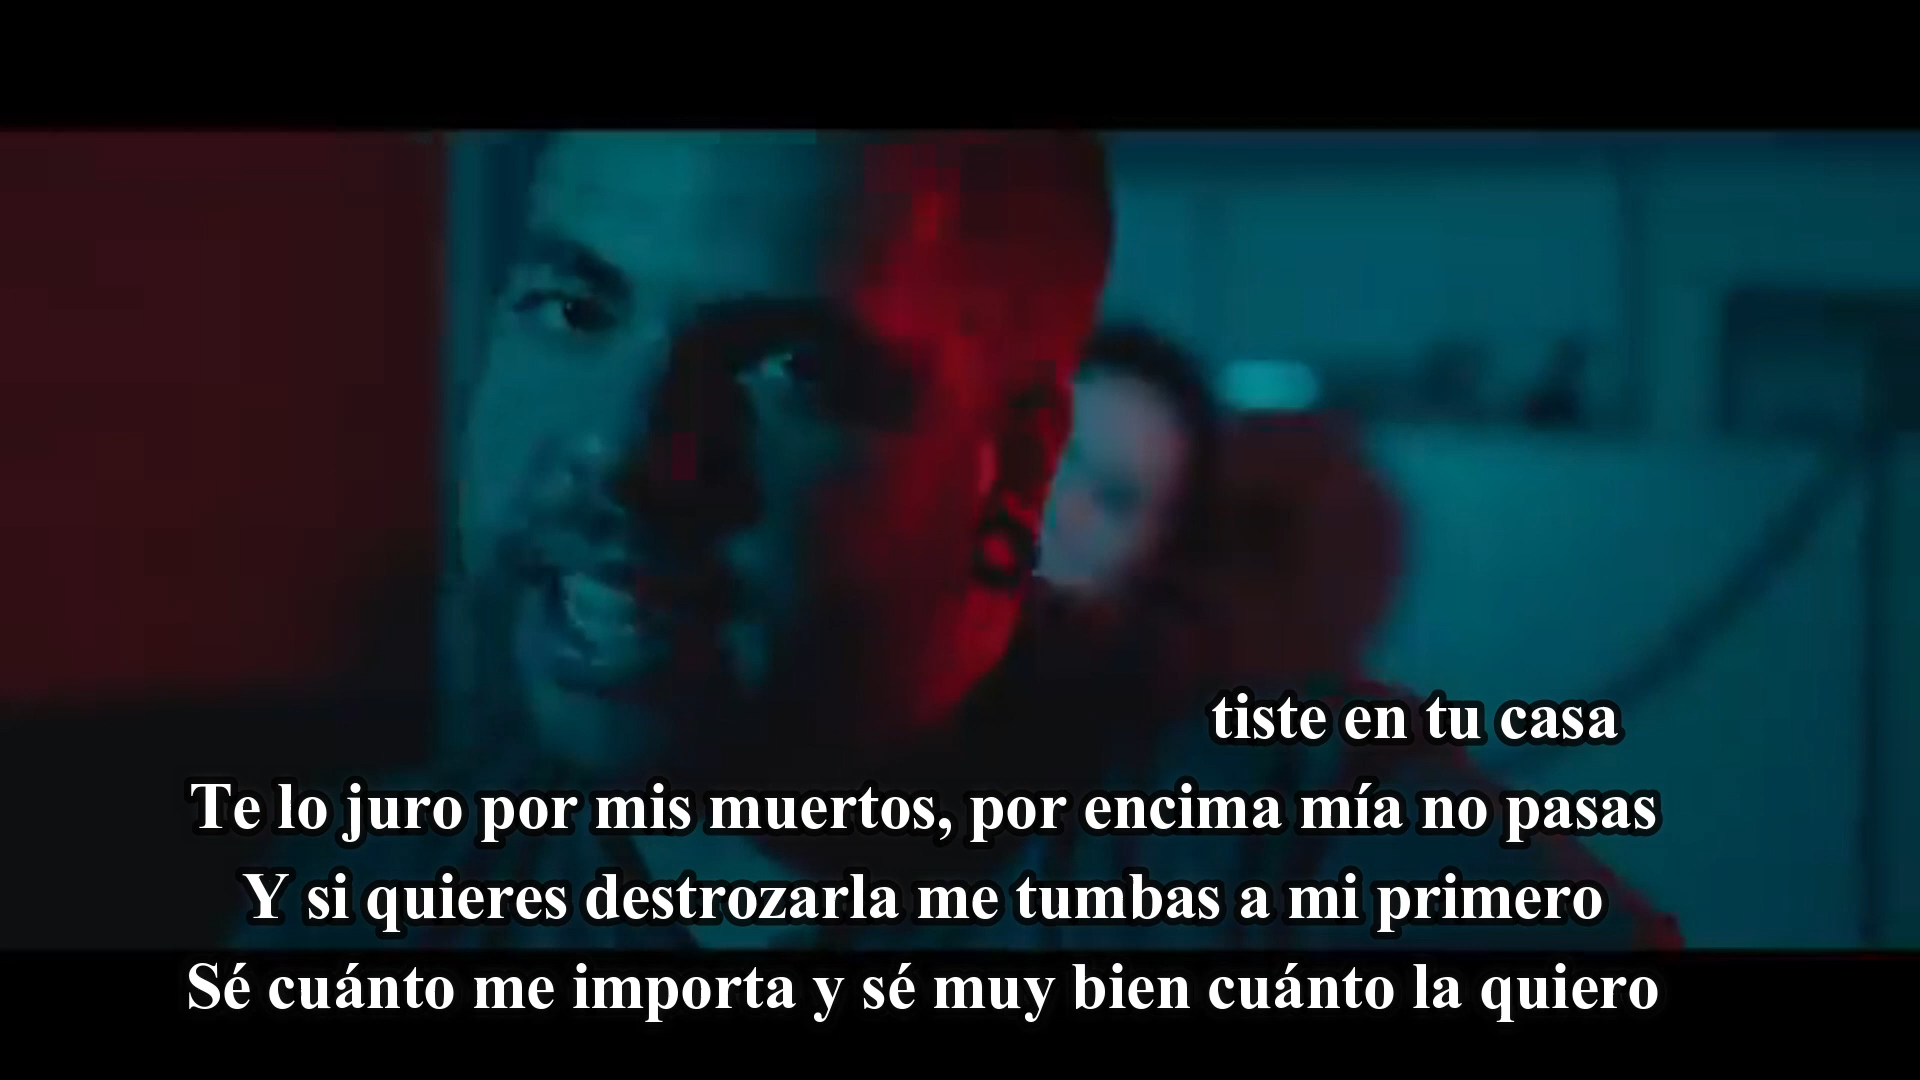 tiste en tu casa
Te lo juro por mis muertos, por encima mía no pasas
Y si quieres destrozarla me tumbas a mi primero
Sé cuánto me importa y sé muy bien cuánto la quiero